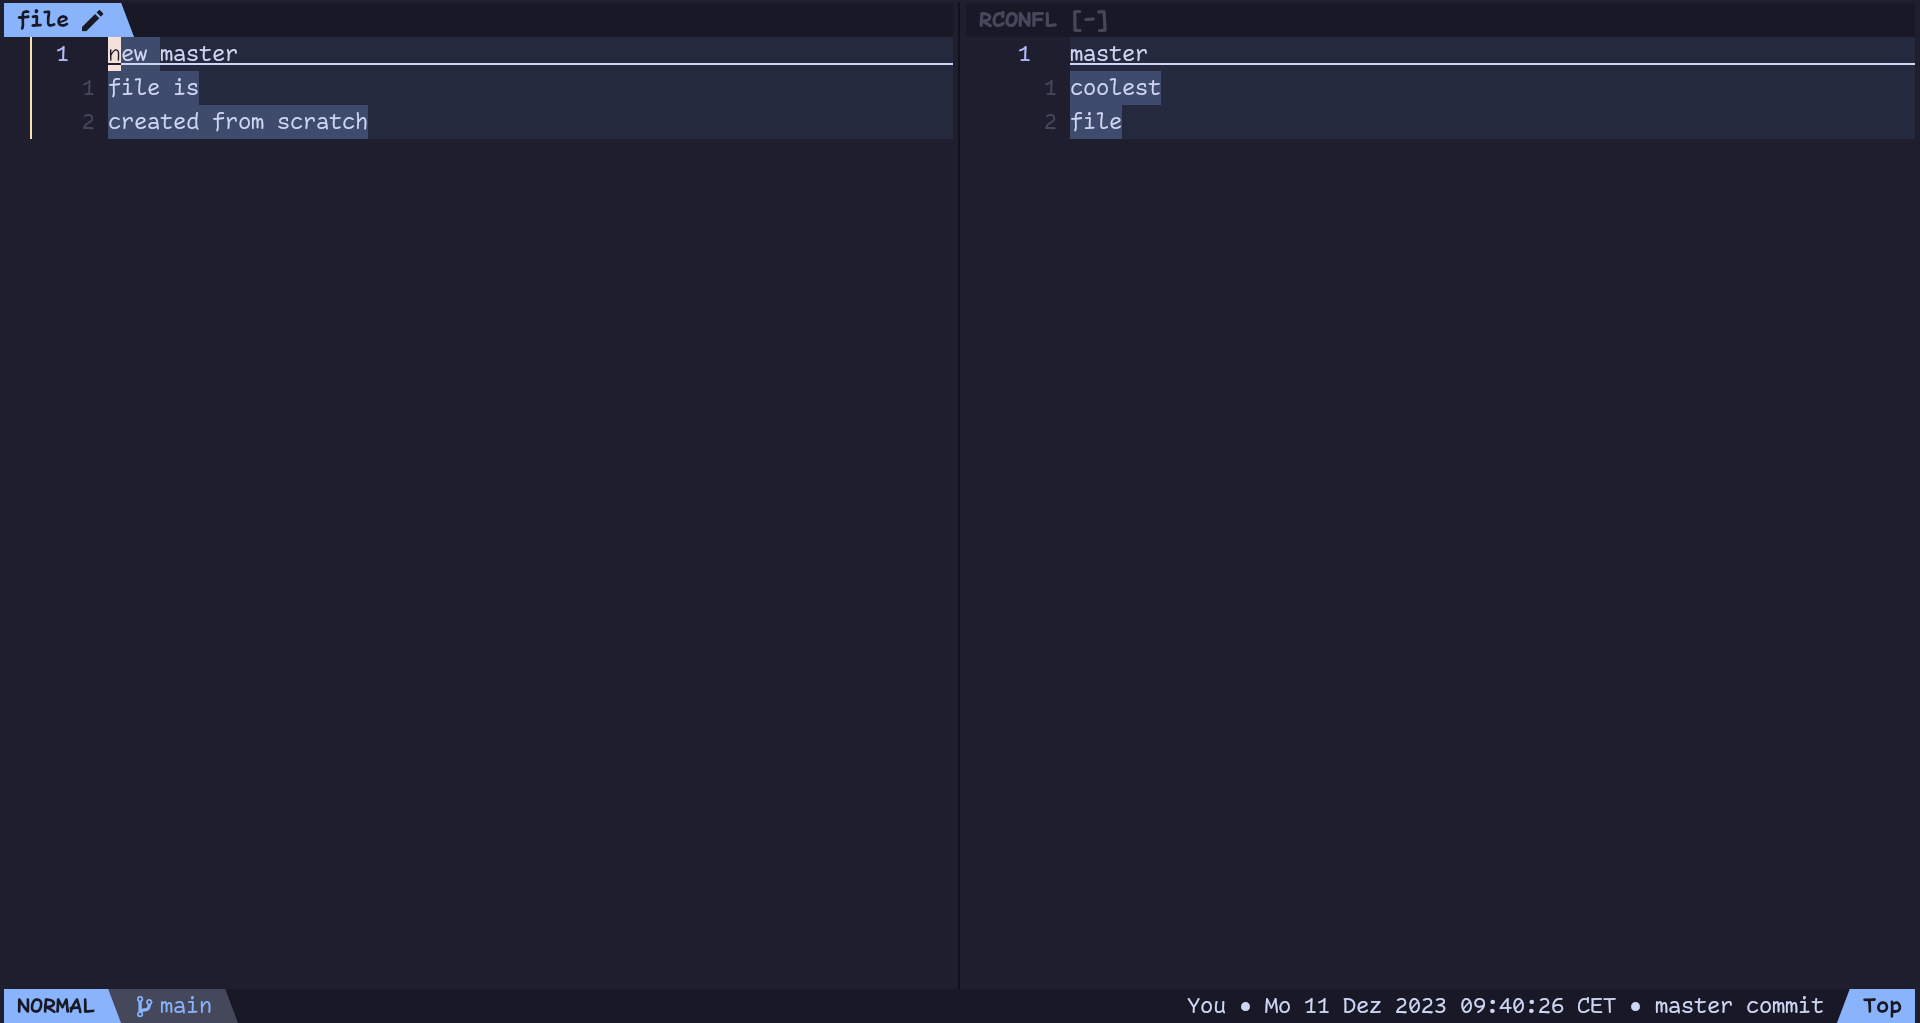 file
1 new master
1 file is
2 created from scratch
RCONFL [-]
1 master
1 coolest
2 file
NORMAL main You • Mo 11 Dez 2023 09:40:26 CET • master commit Top